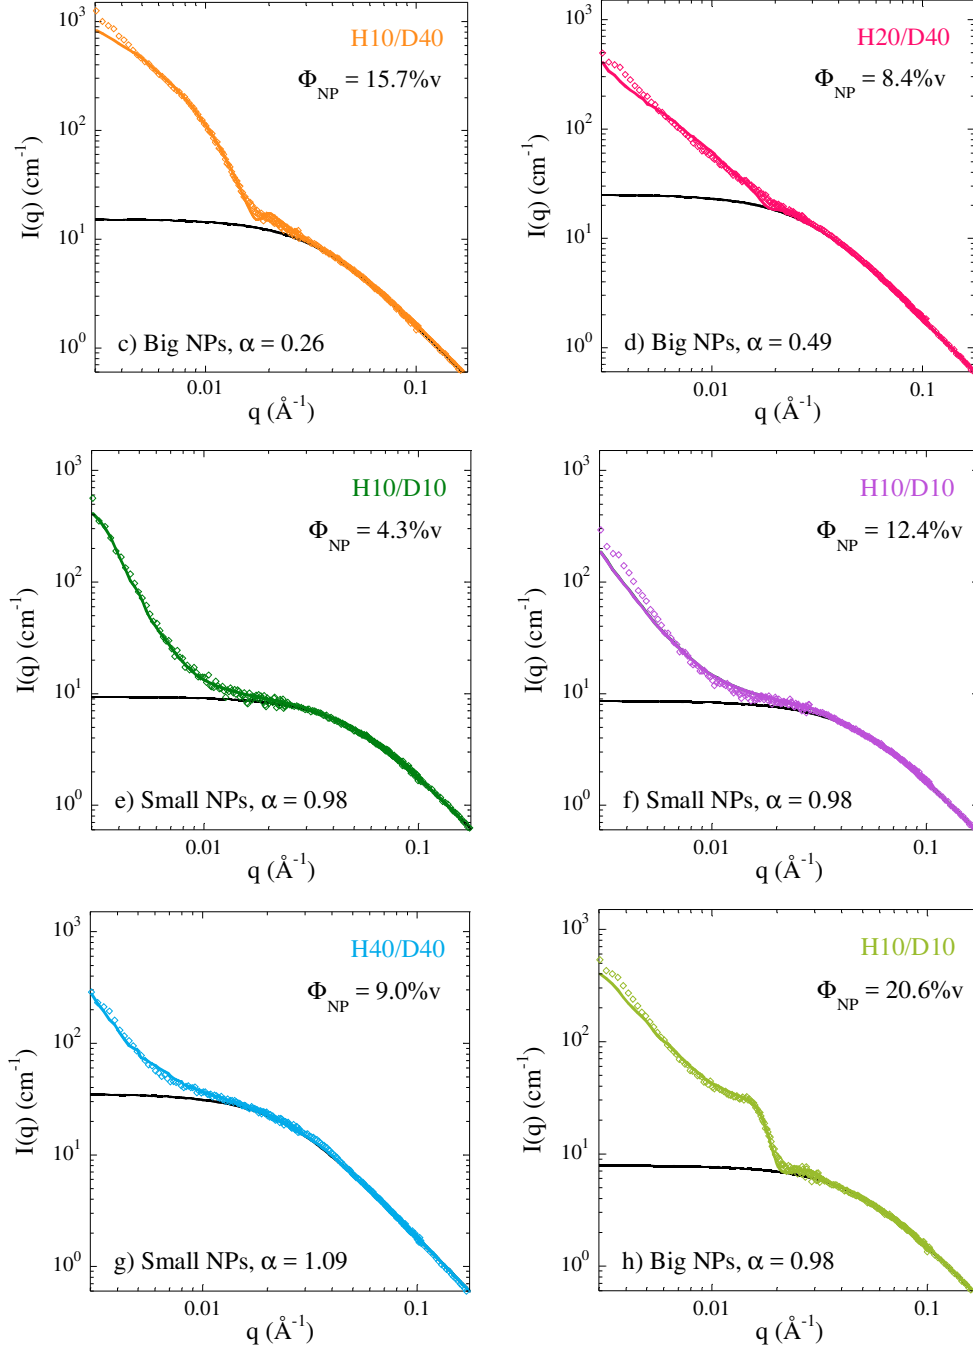 10³
H10/D40
Φ_NP = 15.7%v
10²
I(q) (cm⁻¹)
10¹
10⁰
c) Big NPs, α = 0.26
0.01 0.1
q (Å⁻¹)
10³
H20/D40
Φ_NP = 8.4%v
10²
I(q) (cm⁻¹)
10¹
10⁰
d) Big NPs, α = 0.49
0.01 0.1
q (Å⁻¹)
10³
H10/D10
Φ_NP = 4.3%v
10²
I(q) (cm⁻¹)
10¹
10⁰
e) Small NPs, α = 0.98
0.01 0.1
q (Å⁻¹)
10³
H10/D10
Φ_NP = 12.4%v
10²
I(q) (cm⁻¹)
10¹
10⁰
f) Small NPs, α = 0.98
0.01 0.1
q (Å⁻¹)
10³
H40/D40
Φ_NP = 9.0%v
10²
I(q) (cm⁻¹)
10¹
10⁰
g) Small NPs, α = 1.09
0.01 0.1
q (Å⁻¹)
10³
H10/D10
Φ_NP = 20.6%v
10²
I(q) (cm⁻¹)
10¹
10⁰
h) Big NPs, α = 0.98
0.01 0.1
q (Å⁻¹)